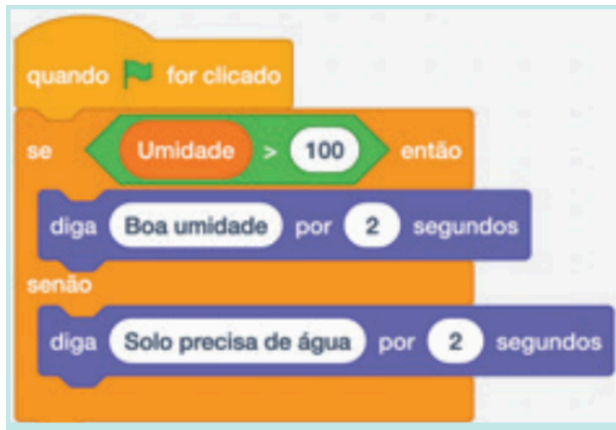 quando for clicado
se Umidade > 100 então
diga Boa umidade por 2 segundos
senão
diga Solo precisa de água por 2 segundos